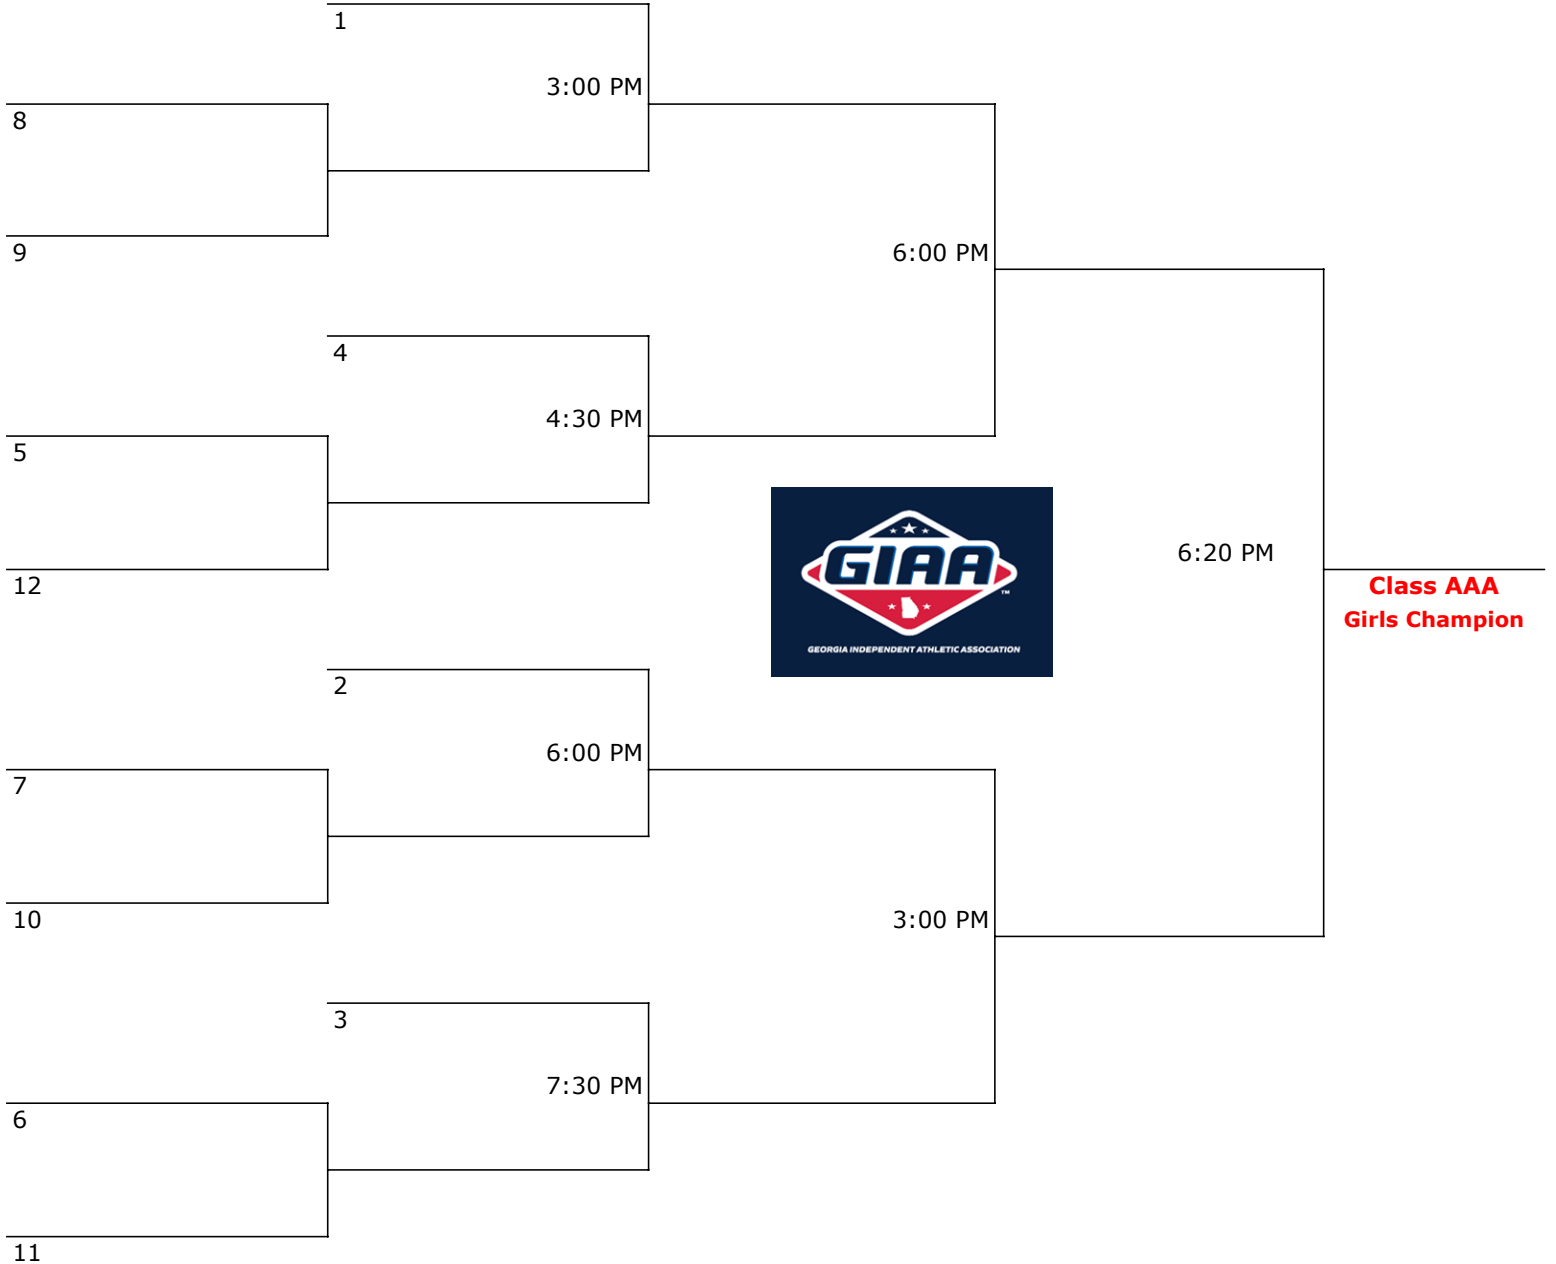 1
3:00 PM
8
9
6:00 PM
4
4:30 PM
5
12
GIAA
TM
GEORGIA INDEPENDENT ATHLETIC ASSOCIATION
6:20 PM
Class AAA
Girls Champion
2
6:00 PM
7
10
3:00 PM
3
7:30 PM
6
11